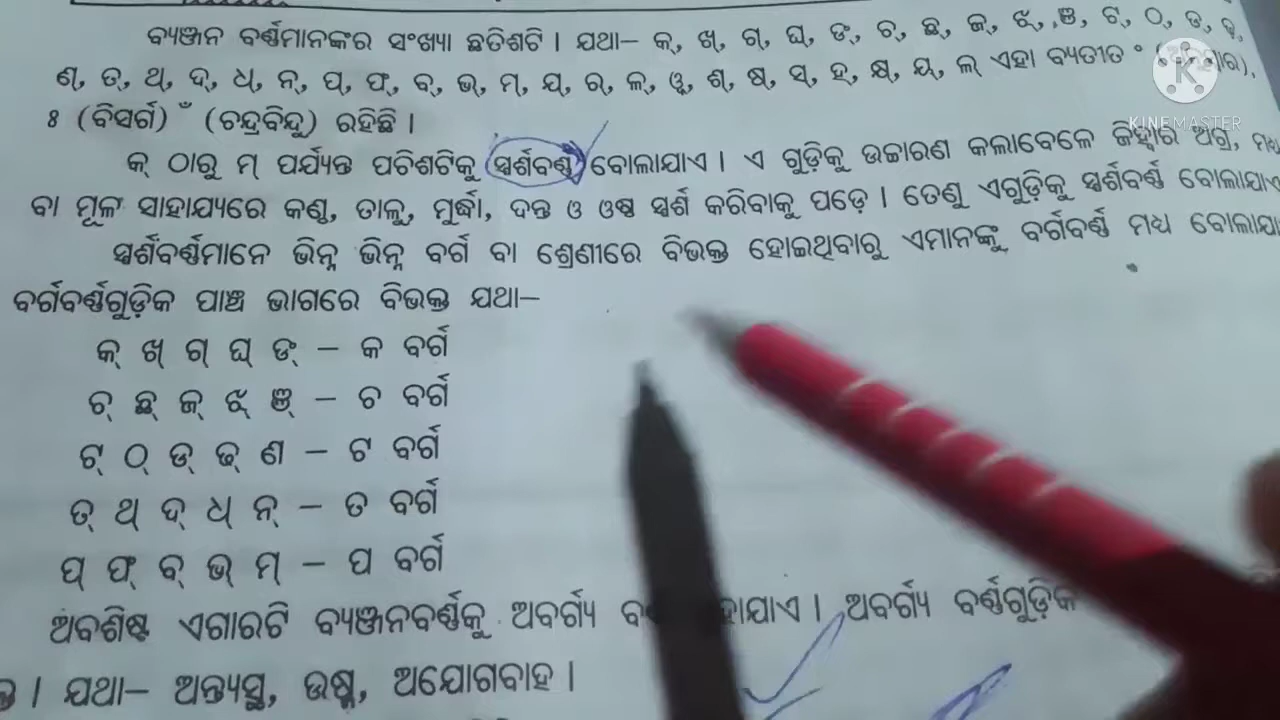 ବ୍ୟଞ୍ଜନ ବର୍ଣ୍ଣମାନଙ୍କର ସଂଖ୍ୟା ଛତିଶଟି । ଯଥା– କ୍, ଖ୍, ଗ୍, ଘ୍, ଙ୍, ଚ୍, ଛ୍, ଜ୍, ଝ୍, ଞ୍, ଟ୍, ଠ୍, ଡ୍, ଢ୍,
ଣ୍, ତ୍, ଥ୍, ଦ୍, ଧ୍, ନ୍, ପ୍, ଫ୍, ବ୍, ଭ୍, ମ୍, ଯ୍, ର୍, ଳ୍, ୱ୍, ଶ୍, ଷ୍, ସ୍, ହ୍, କ୍ଷ୍, ୟ୍, ଲ୍ ଏହା ବ୍ୟତୀତ ଂ
ଃ (ବିସର୍ଗ) ଁ (ଚନ୍ଦ୍ରବିନ୍ଦୁ) ରହିଛି ।
KINEMASTER
କ୍ ଠାରୁ ମ୍ ପର୍ଯ୍ୟନ୍ତ ପଚିଶଟିକୁ ସ୍ପର୍ଶବର୍ଣ୍ଣ ବୋଲାଯାଏ । ଏ ଗୁଡ଼ିକୁ ଉଚ୍ଚାରଣ କଲାବେଳେ ଜିହ୍ୱାର ଅଗ୍ର, ମଧ୍ୟ
ବା ମୂଳ ସାହାଯ୍ୟରେ କଣ୍ଠ, ତାଳୁ, ମୁର୍ଦ୍ଧା, ଦନ୍ତ ଓ ଓଷ୍ଠ ସ୍ପର୍ଶ କରିବାକୁ ପଡ଼େ । ତେଣୁ ଏଗୁଡ଼ିକୁ ସ୍ପର୍ଶବର୍ଣ୍ଣ ବୋଲାଯାଏ
ସ୍ପର୍ଶବର୍ଣ୍ଣମାନେ ଭିନ୍ନ ଭିନ୍ନ ବର୍ଗ ବା ଶ୍ରେଣୀରେ ବିଭକ୍ତ ହୋଇଥିବାରୁ ଏମାନଙ୍କୁ ବର୍ଗବର୍ଣ୍ଣ ମଧ୍ୟ ବୋଲାଯା
ବର୍ଗବର୍ଣ୍ଣଗୁଡ଼ିକ ପାଞ୍ଚ ଭାଗରେ ବିଭକ୍ତ ଯଥା–
କ୍ ଖ୍ ଗ୍ ଘ୍ ଙ୍ – କ ବର୍ଗ
ଚ୍ ଛ୍ ଜ୍ ଝ୍ ଞ୍ – ଚ ବର୍ଗ
ଟ୍ ଠ୍ ଡ୍ ଢ୍ ଣ – ଟ ବର୍ଗ
ତ୍ ଥ୍ ଦ୍ ଧ୍ ନ୍ – ତ ବର୍ଗ
ପ୍ ଫ୍ ବ୍ ଭ୍ ମ୍ – ପ ବର୍ଗ
ଅବଶିଷ୍ଟ ଏଗାରଟି ବ୍ୟଞ୍ଜନବର୍ଣ୍ଣକୁ ଅବର୍ଗ୍ୟ । ଅବର୍ଗ୍ୟ ବର୍ଣ୍ଣଗୁଡ଼ିକ
। ଯଥା– ଅନ୍ତ୍ୟସ୍ଥ, ଉଷ୍ମ, ଅଯୋଗବାହ ।